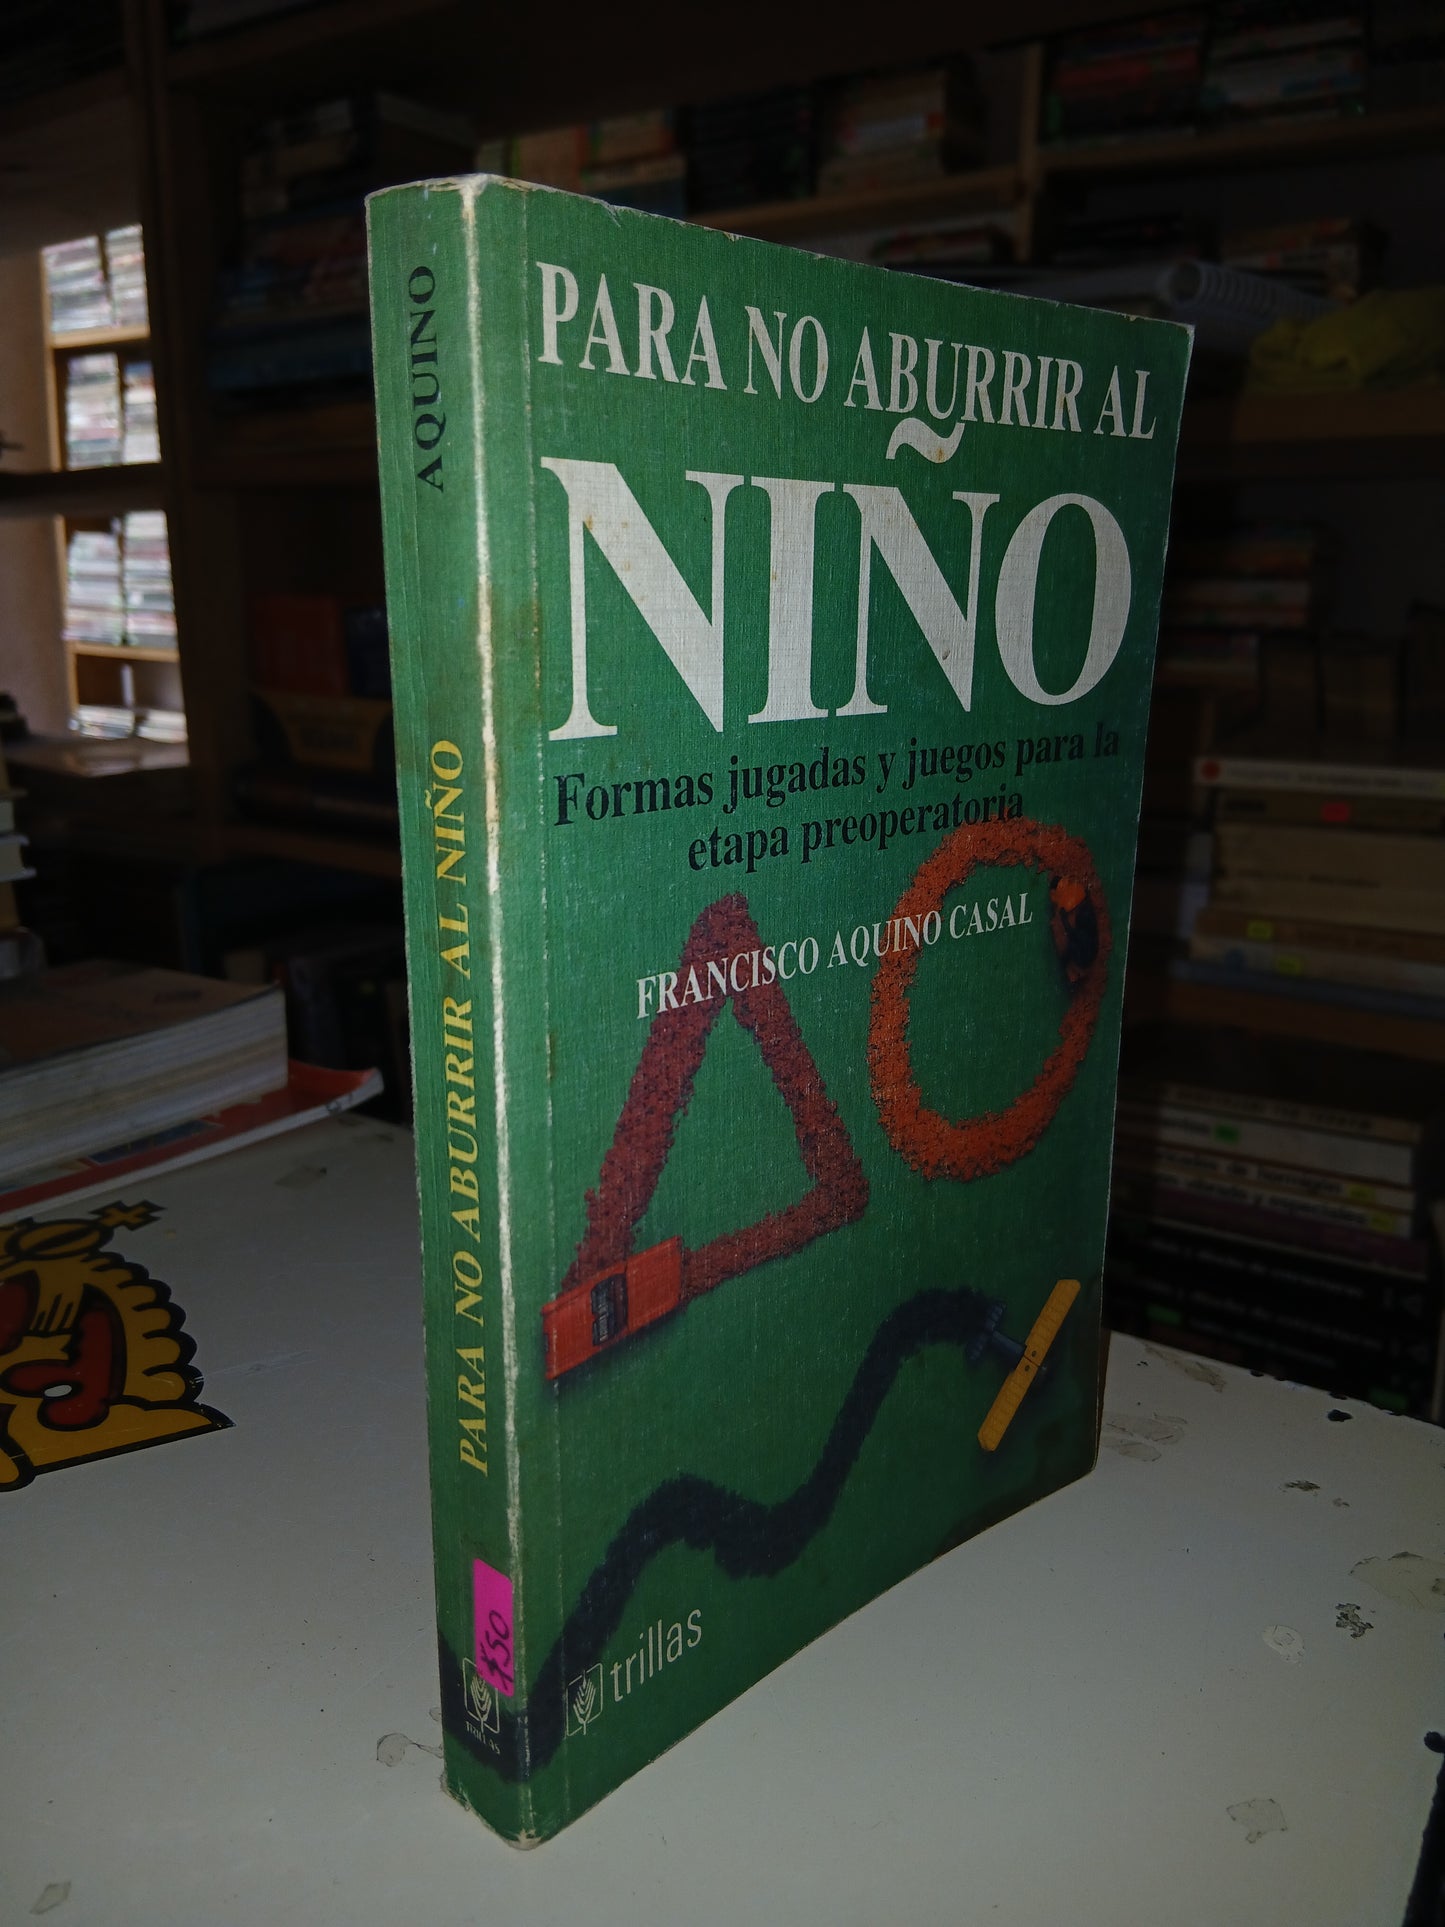 PARA NO ABURRIR AL
NIÑO
Formas jugadas y juegos para la
etapa preoperatoria
FRANCISCO AQUINO CASAL
trillas
AQUINO
PARA NO ABURRIR AL NIÑO
$50
TRILLAS